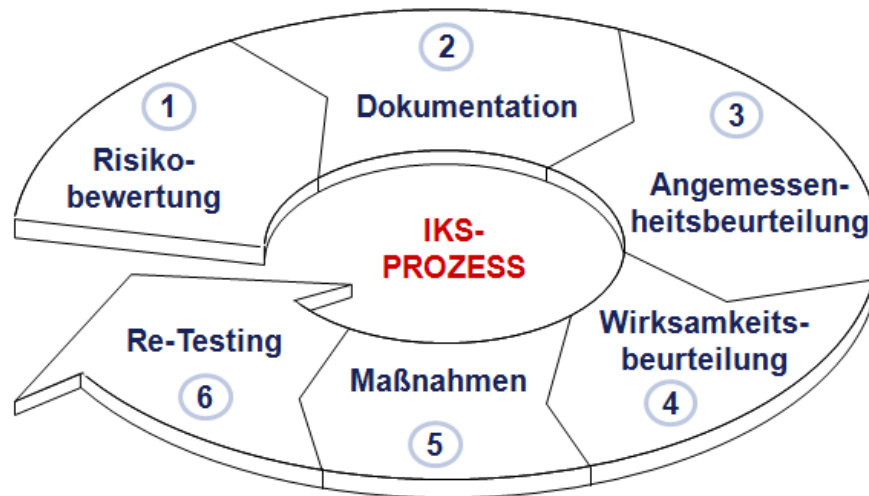 1
Risiko-
bewertung
2
Dokumentation
3
Angemessen-
heitsbeurteilung
4
Wirksamkeits-
beurteilung
5
Maßnahmen
6
Re-Testing
IKS-
PROZESS